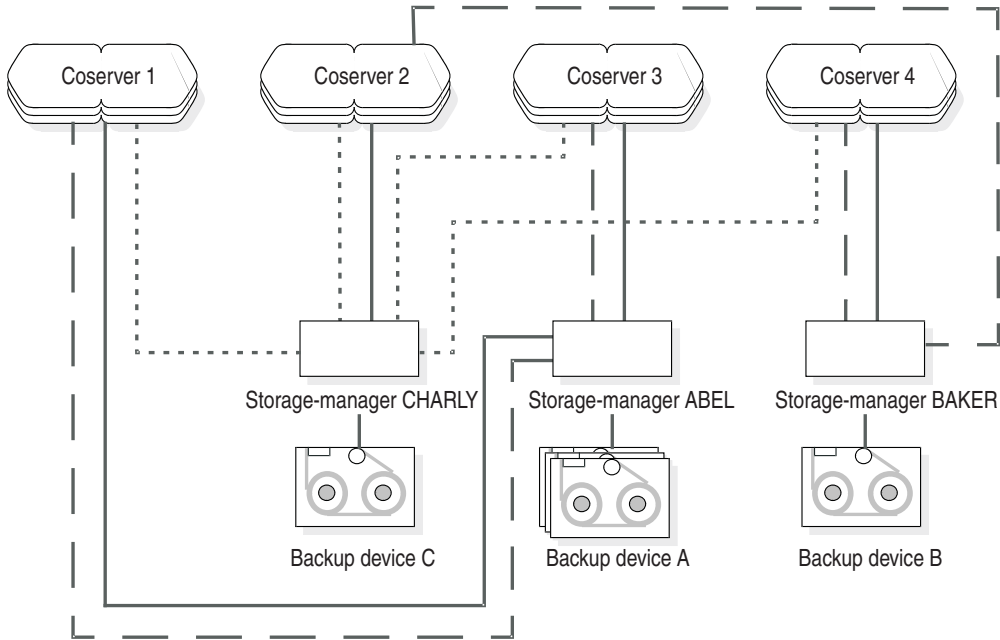 Coserver 1
Coserver 2
Coserver 3
Coserver 4
Storage-manager CHARLY
Storage-manager ABEL
Storage-manager BAKER
Backup device C
Backup device A
Backup device B